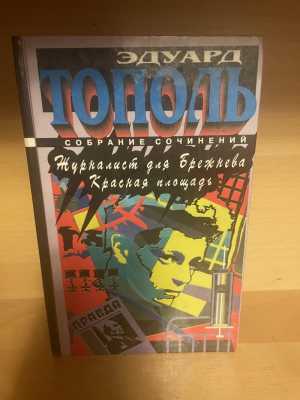 ЭДУАРД
ТОПОЛЬ
СОБРАНИЕ СОЧИНЕНИЙ
Журналист для Брежнева
Красная площадь
ПРАВДА